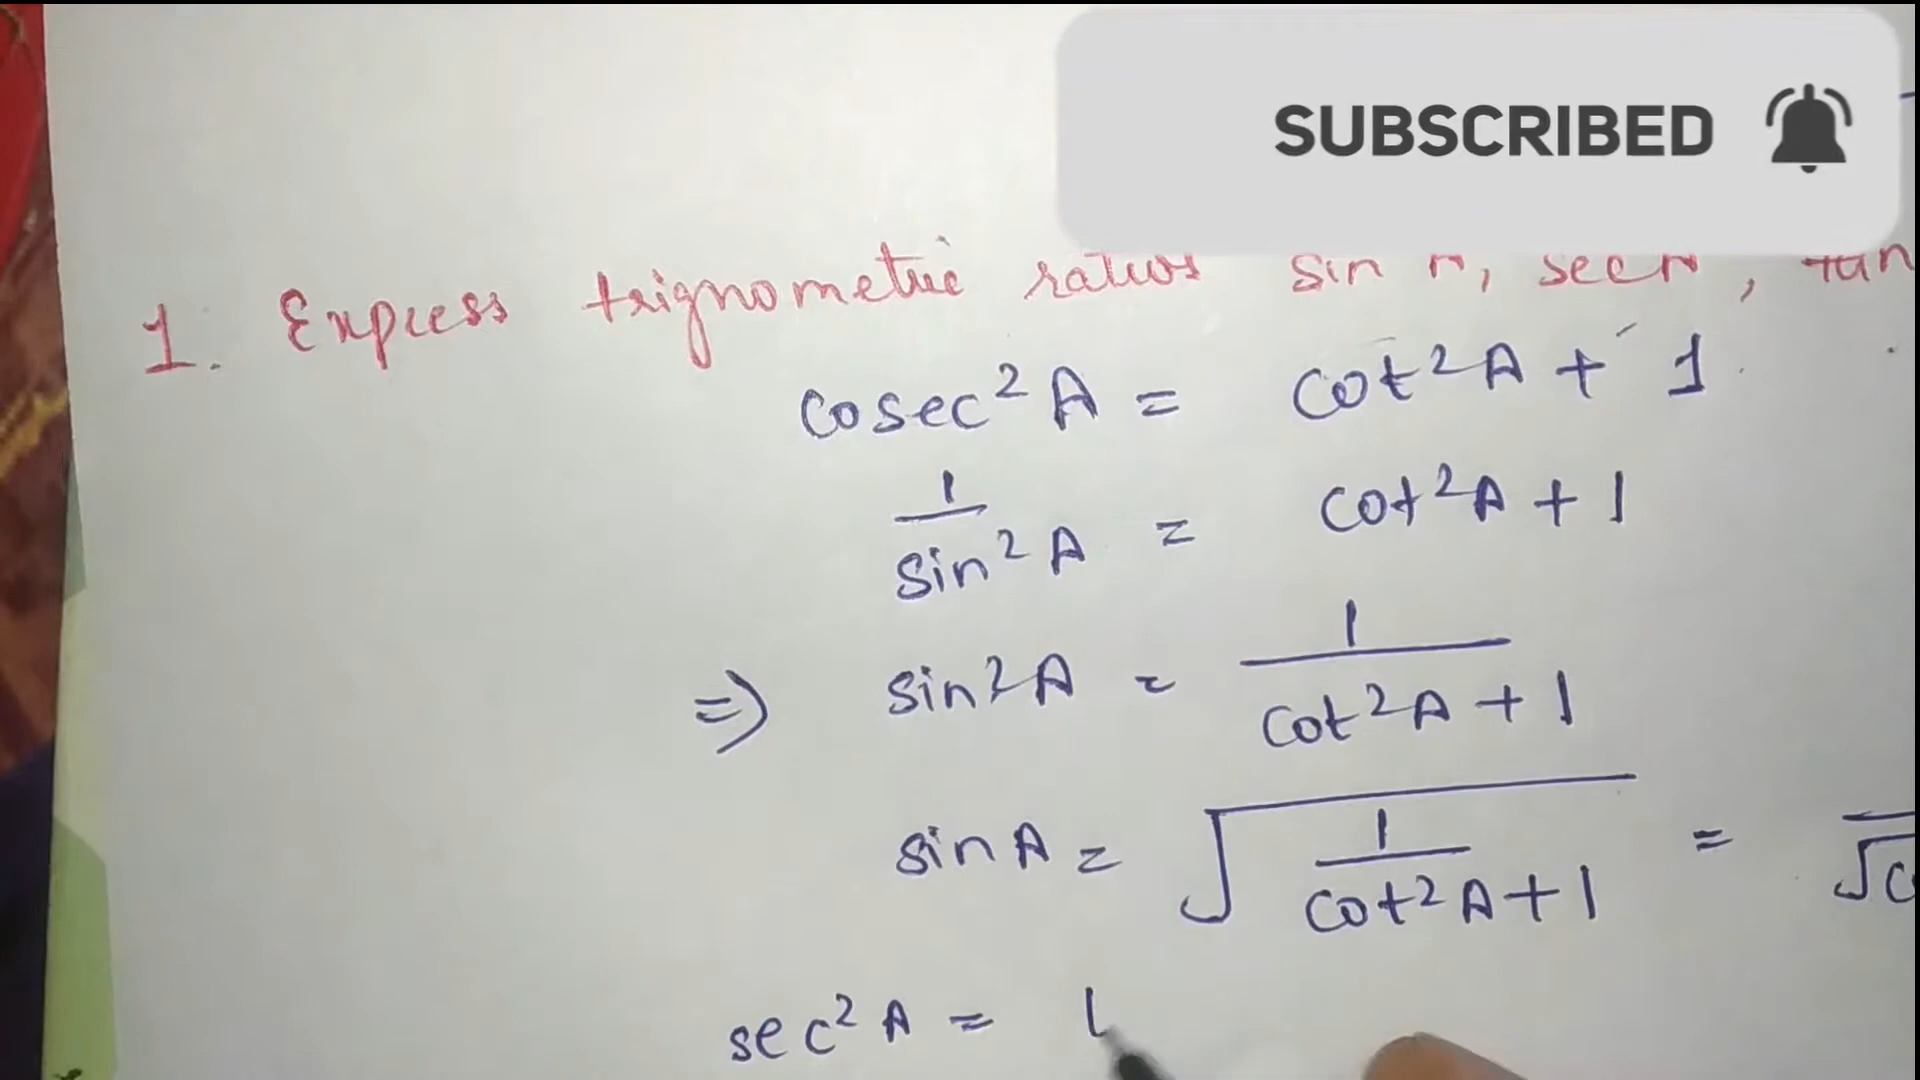 SUBSCRIBED
1. Express trignometric ratios sin A, sec A, tan
cosec² A = cot² A + 1
1/sin² A = cot² A + 1
=> sin² A = 1/(cot² A + 1)
sin A = √(1/(cot² A + 1)) =
sec² A = 1